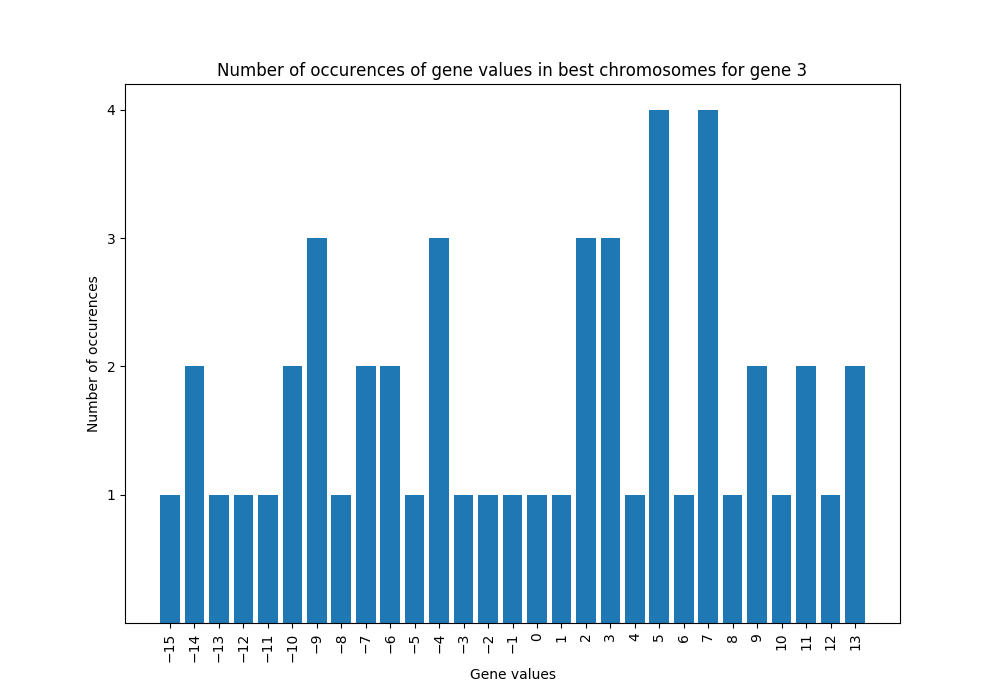 Number of occurences of gene values in best chromosomes for gene 3
Number of occurences
4
3
2
1
−15 −14 −13 −12 −11 −10 −9 −8 −7 −6 −5 −4 −3 −2 −1 0 1 2 3 4 5 6 7 8 9 10 11 12 13
Gene values